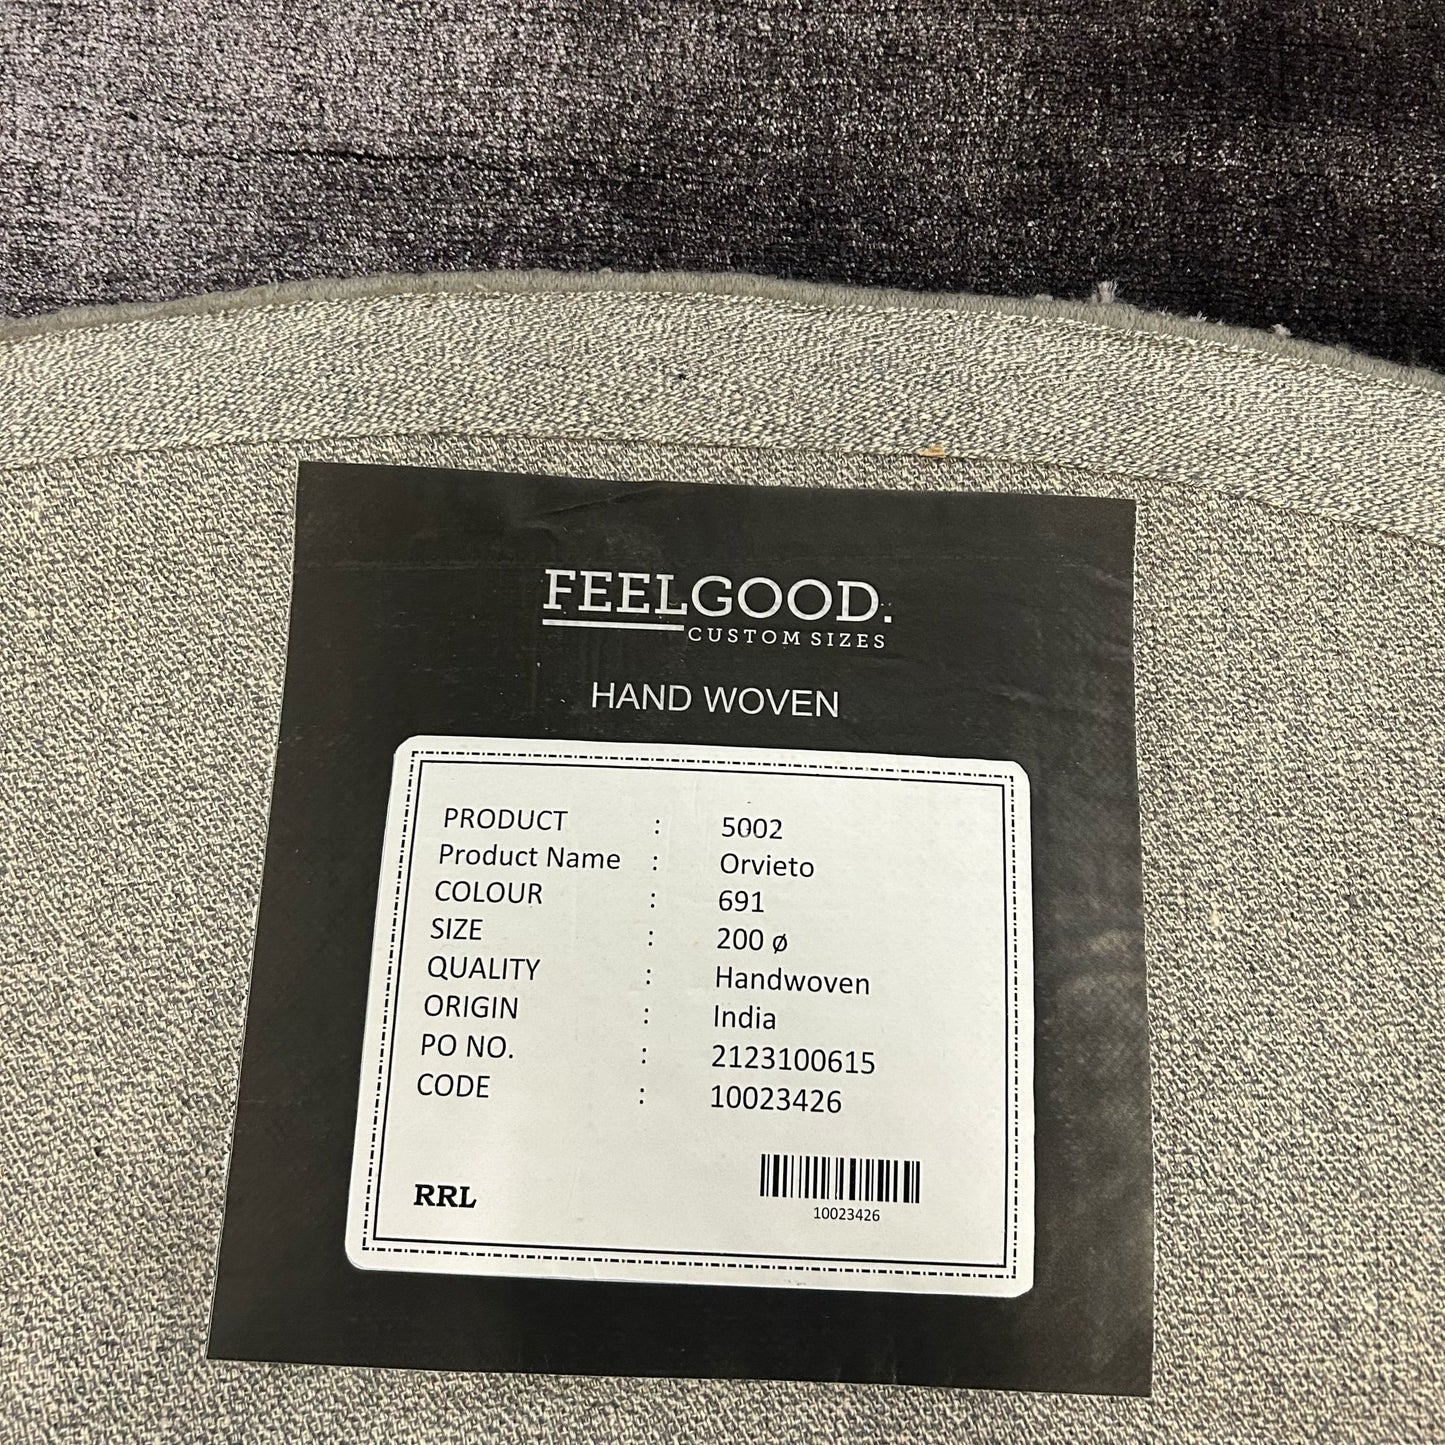 FEELGOOD.
CUSTOM SIZES
HAND WOVEN
PRODUCT : 5002
Product Name : Orvieto
COLOUR : 691
SIZE : 200 ø
QUALITY : Handwoven
ORIGIN : India
PO NO. : 2123100615
CODE : 10023426
RRL
10023426